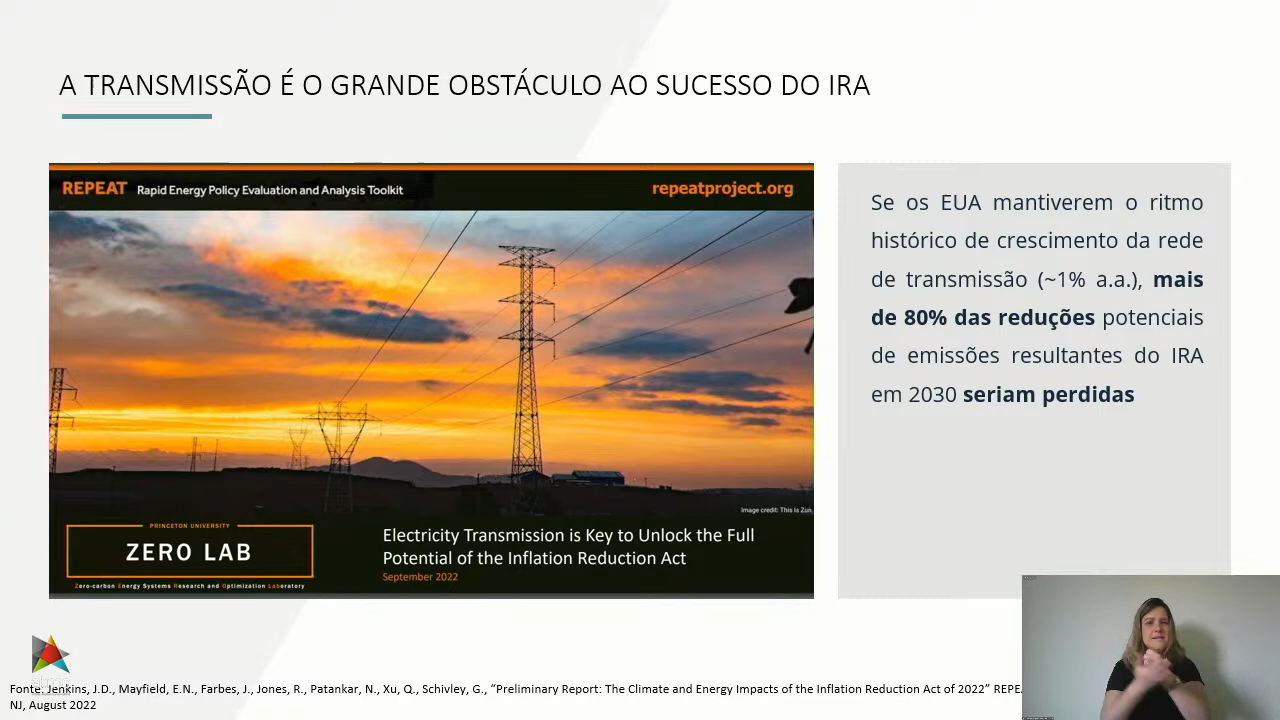 A TRANSMISSÃO É O GRANDE OBSTÁCULO AO SUCESSO DO IRA
REPEAT Rapid Energy Policy Evaluation and Analysis Toolkit
repeatproject.org
Image credit: This Is Zun
PRINCETON UNIVERSITY
ZERO LAB
Zero-carbon Energy Systems Research and Optimization Laboratory
Electricity Transmission is Key to Unlock the Full
Potential of the Inflation Reduction Act
September 2022
Se os EUA mantiverem o ritmo
histórico de crescimento da rede
de transmissão (~1% a.a.), mais
de 80% das reduções potenciais
de emissões resultantes do IRA
em 2030 seriam perdidas
Fonte: Jenkins, J.D., Mayfield, E.N., Farbes, J., Jones, R., Patankar, N., Xu, Q., Schivley, G., “Preliminary Report: The Climate and Energy Impacts of the Inflation Reduction Act of 2022”
NJ, August 2022